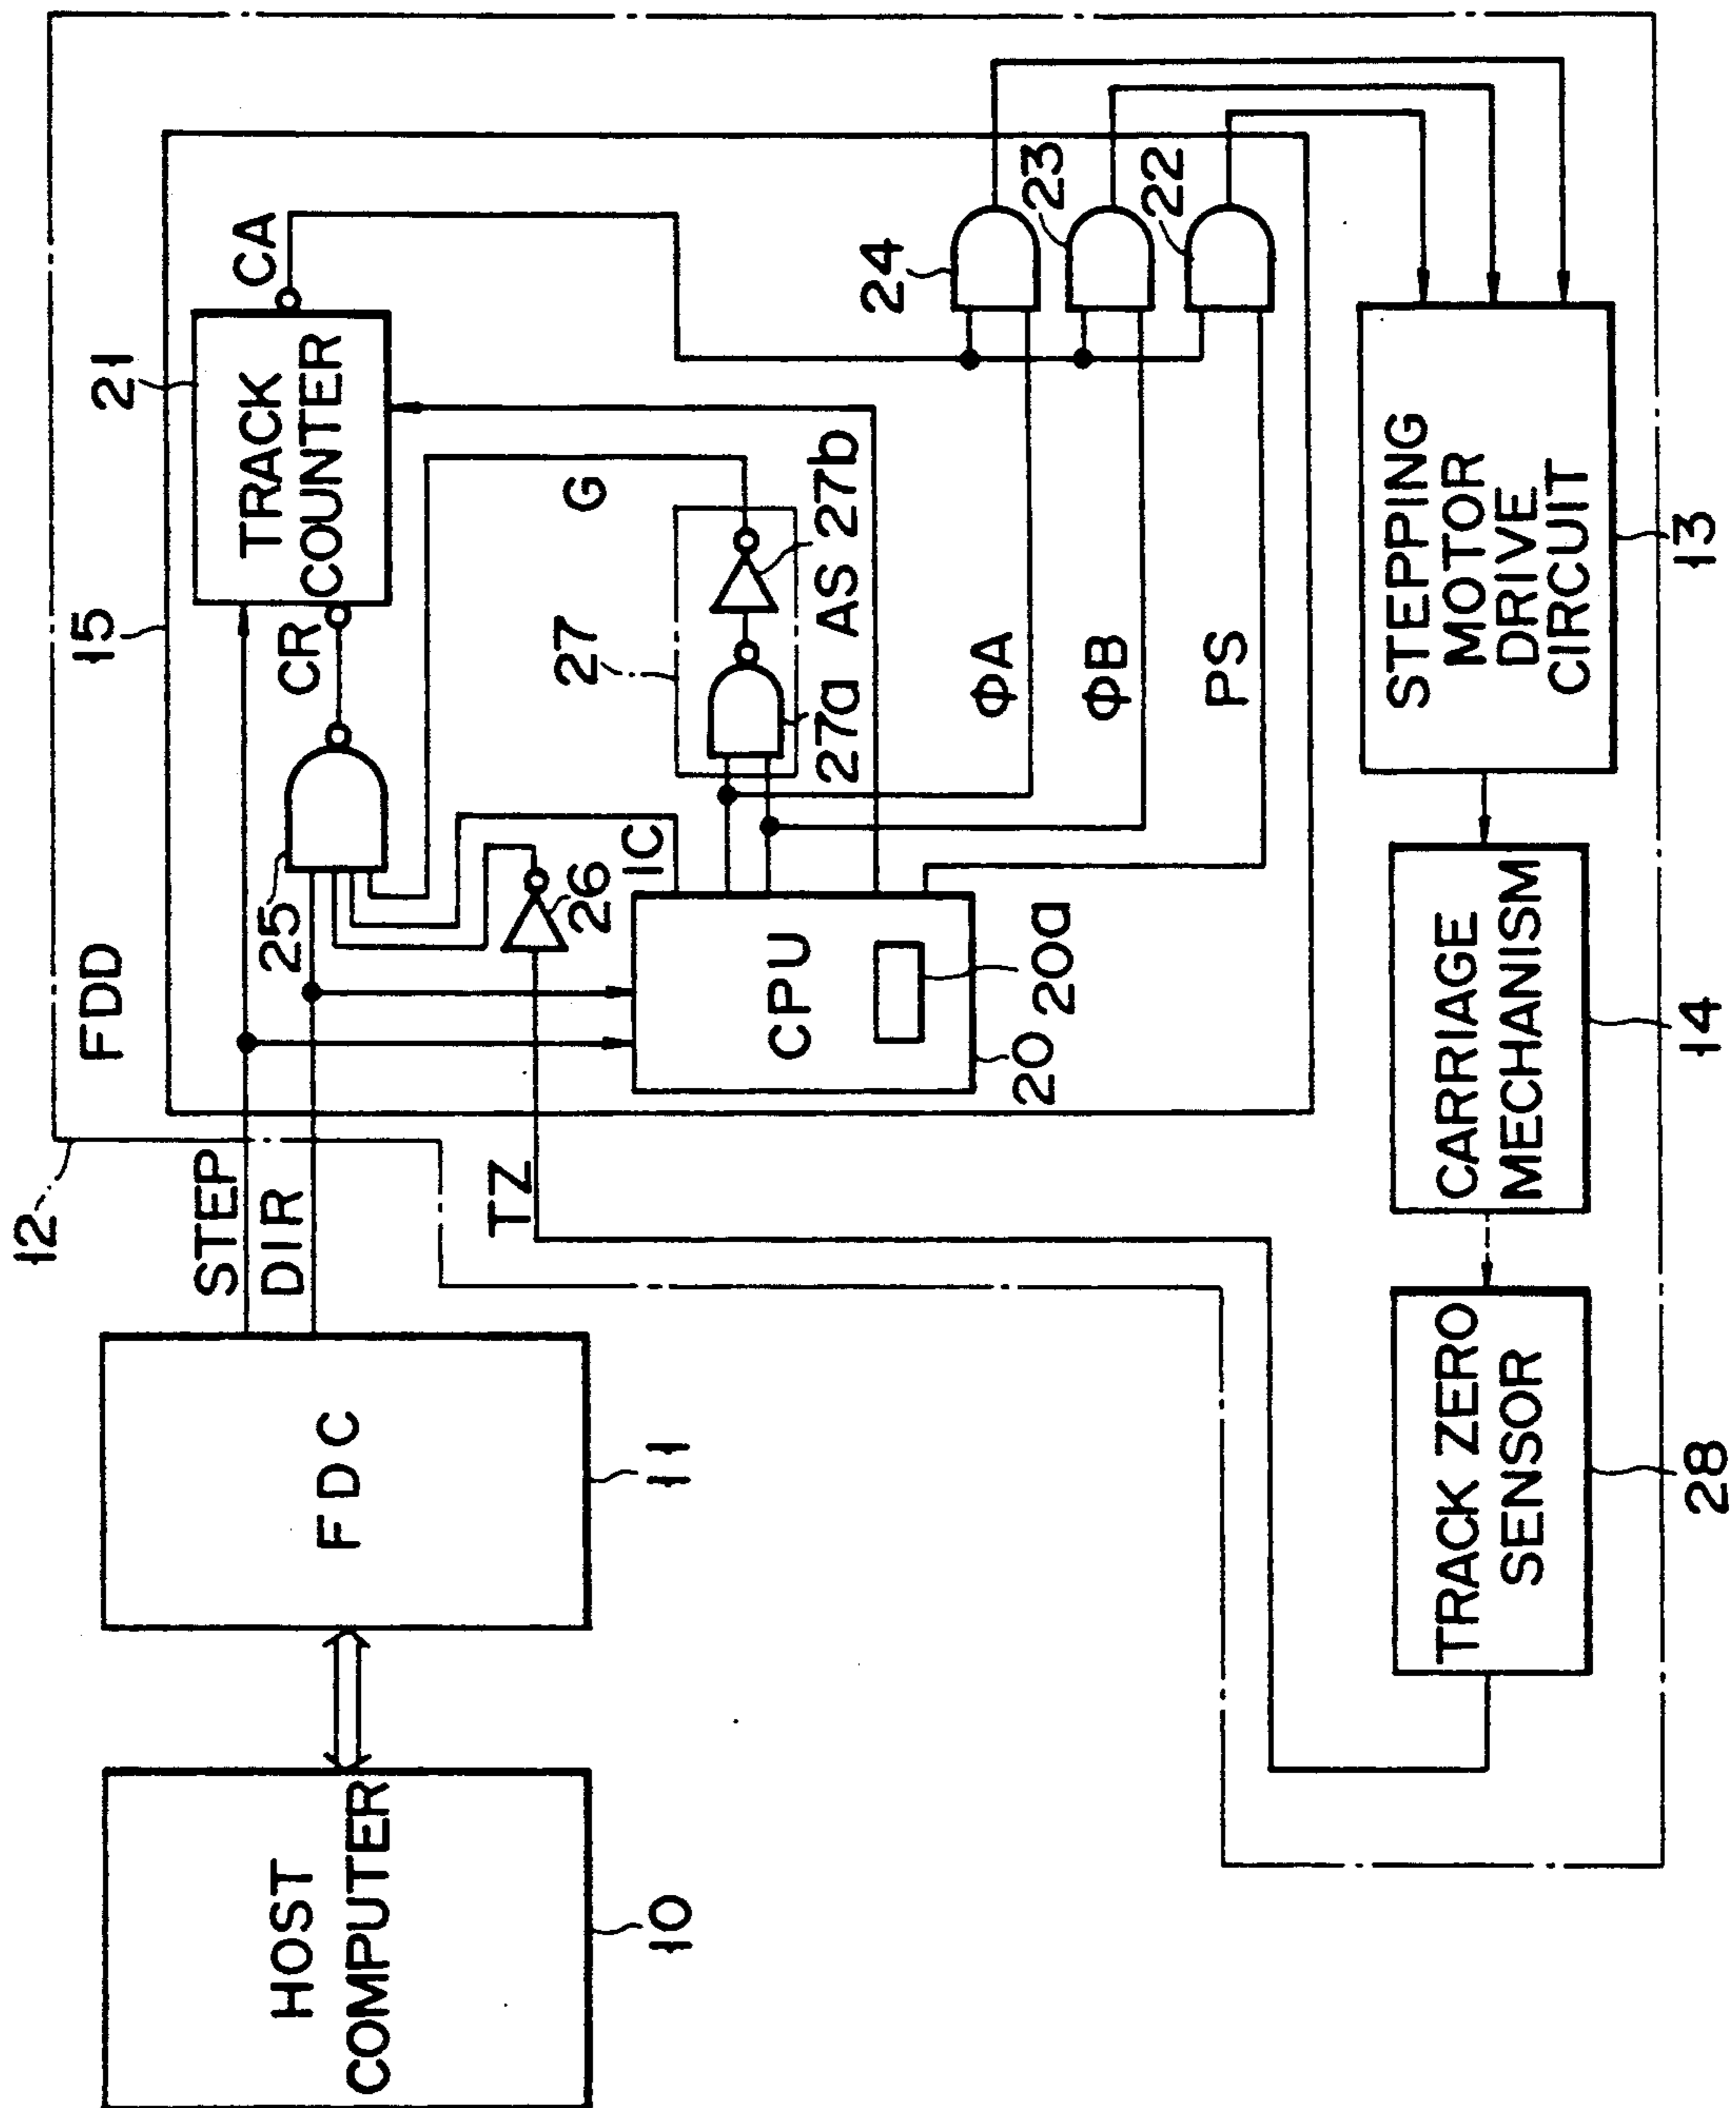 HOST
COMPUTER
10
FDC
11
STEP
DIR
TZ
12
FDD
15
25
CR
21
TRACK
COUNTER
CA
26
IC
G
27
27a
27b
AS
CPU
20
20a
ΦA
ΦB
PS
24
23
22
STEPPING
MOTOR
DRIVE
CIRCUIT
13
CARRIAGE
MECHANISM
14
TRACK ZERO
SENSOR
28